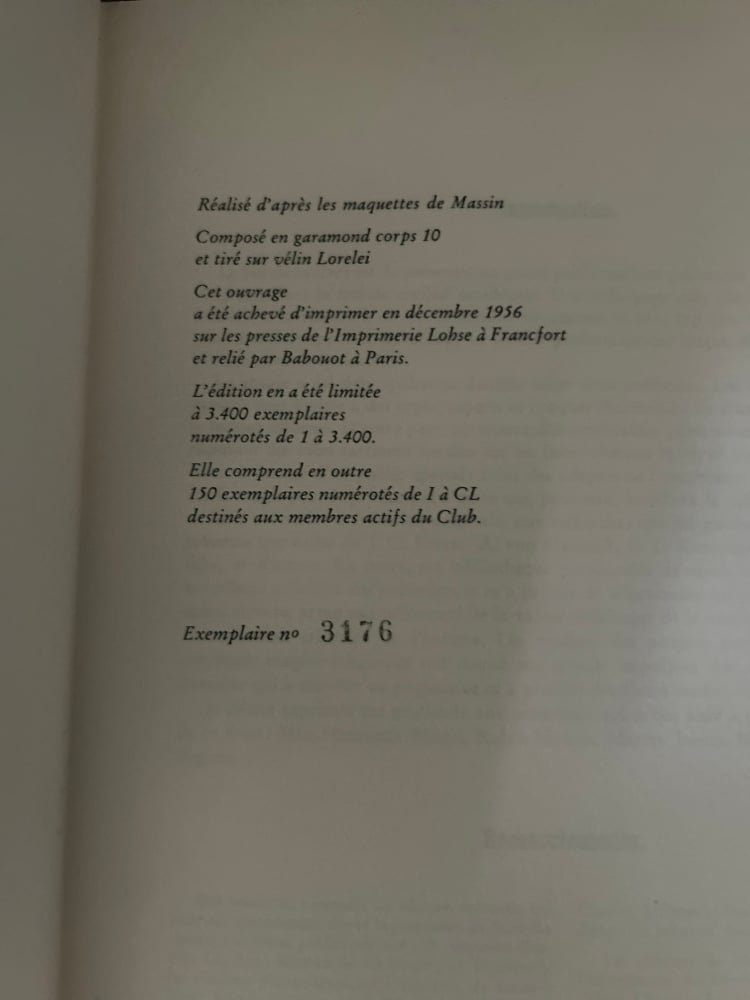 Réalisé d'après les maquettes de Massin
Composé en garamond corps 10
et tiré sur vélin Lorelei
Cet ouvrage
a été achevé d'imprimer en décembre 1956
sur les presses de l'Imprimerie Lohse à Francfort
et relié par Babouot à Paris.
L'édition en a été limitée
à 3.400 exemplaires
numérotés de 1 à 3.400.
Elle comprend en outre
150 exemplaires numérotés de I à CL
destinés aux membres actifs du Club.
Exemplaire nº 3176